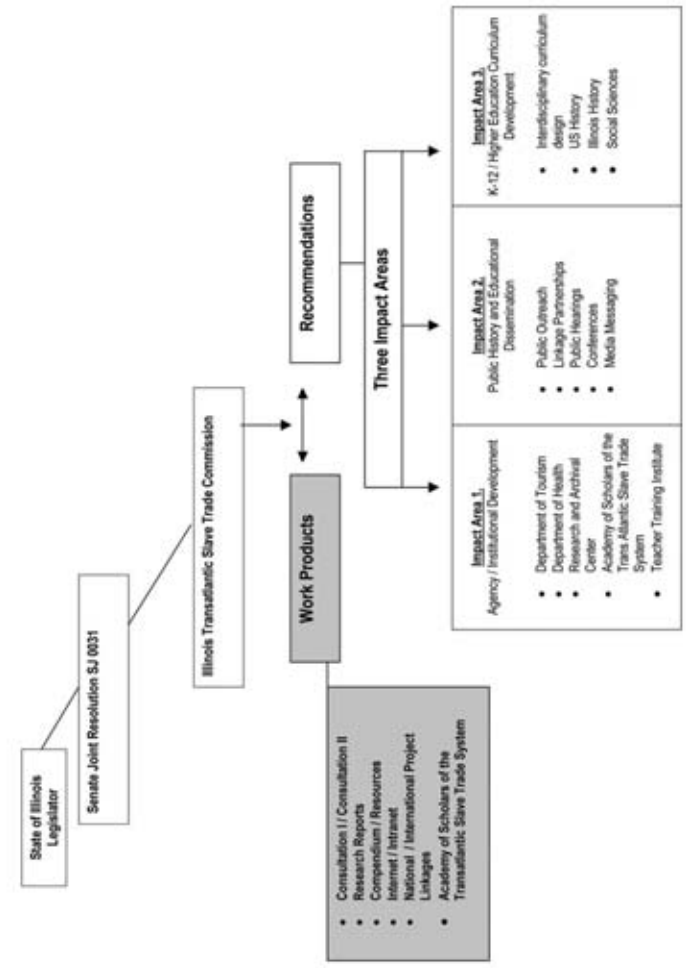 State of Illinois
Legislator
Senate Joint Resolution SJ 0031
Illinois Transatlantic Slave Trade Commission
Work Products
Recommendations
• Consultation I / Consultation II
• Research Reports
• Compendium / Resources
• Internet / Intranet
• National / International Project
Linkages
• Academy of Scholars of the
Transatlantic Slave Trade System
Three Impact Areas
Impact Area 1.
Agency / Institutional Development
• Department of Tourism
• Department of Health
• Research and Archival
Center
• Academy of Scholars of the
Trans Atlantic Slave Trade
System
• Teacher Training Institute
Impact Area 2.
Public History and Educational
Dissemination
• Public Outreach
• Linkage Partnerships
• Public Hearings
• Conferences
• Media Messaging
Impact Area 3.
K-12 / Higher Education Curriculum
Development
• Interdisciplinary curriculum
design
• US History
• Illinois History
• Social Sciences